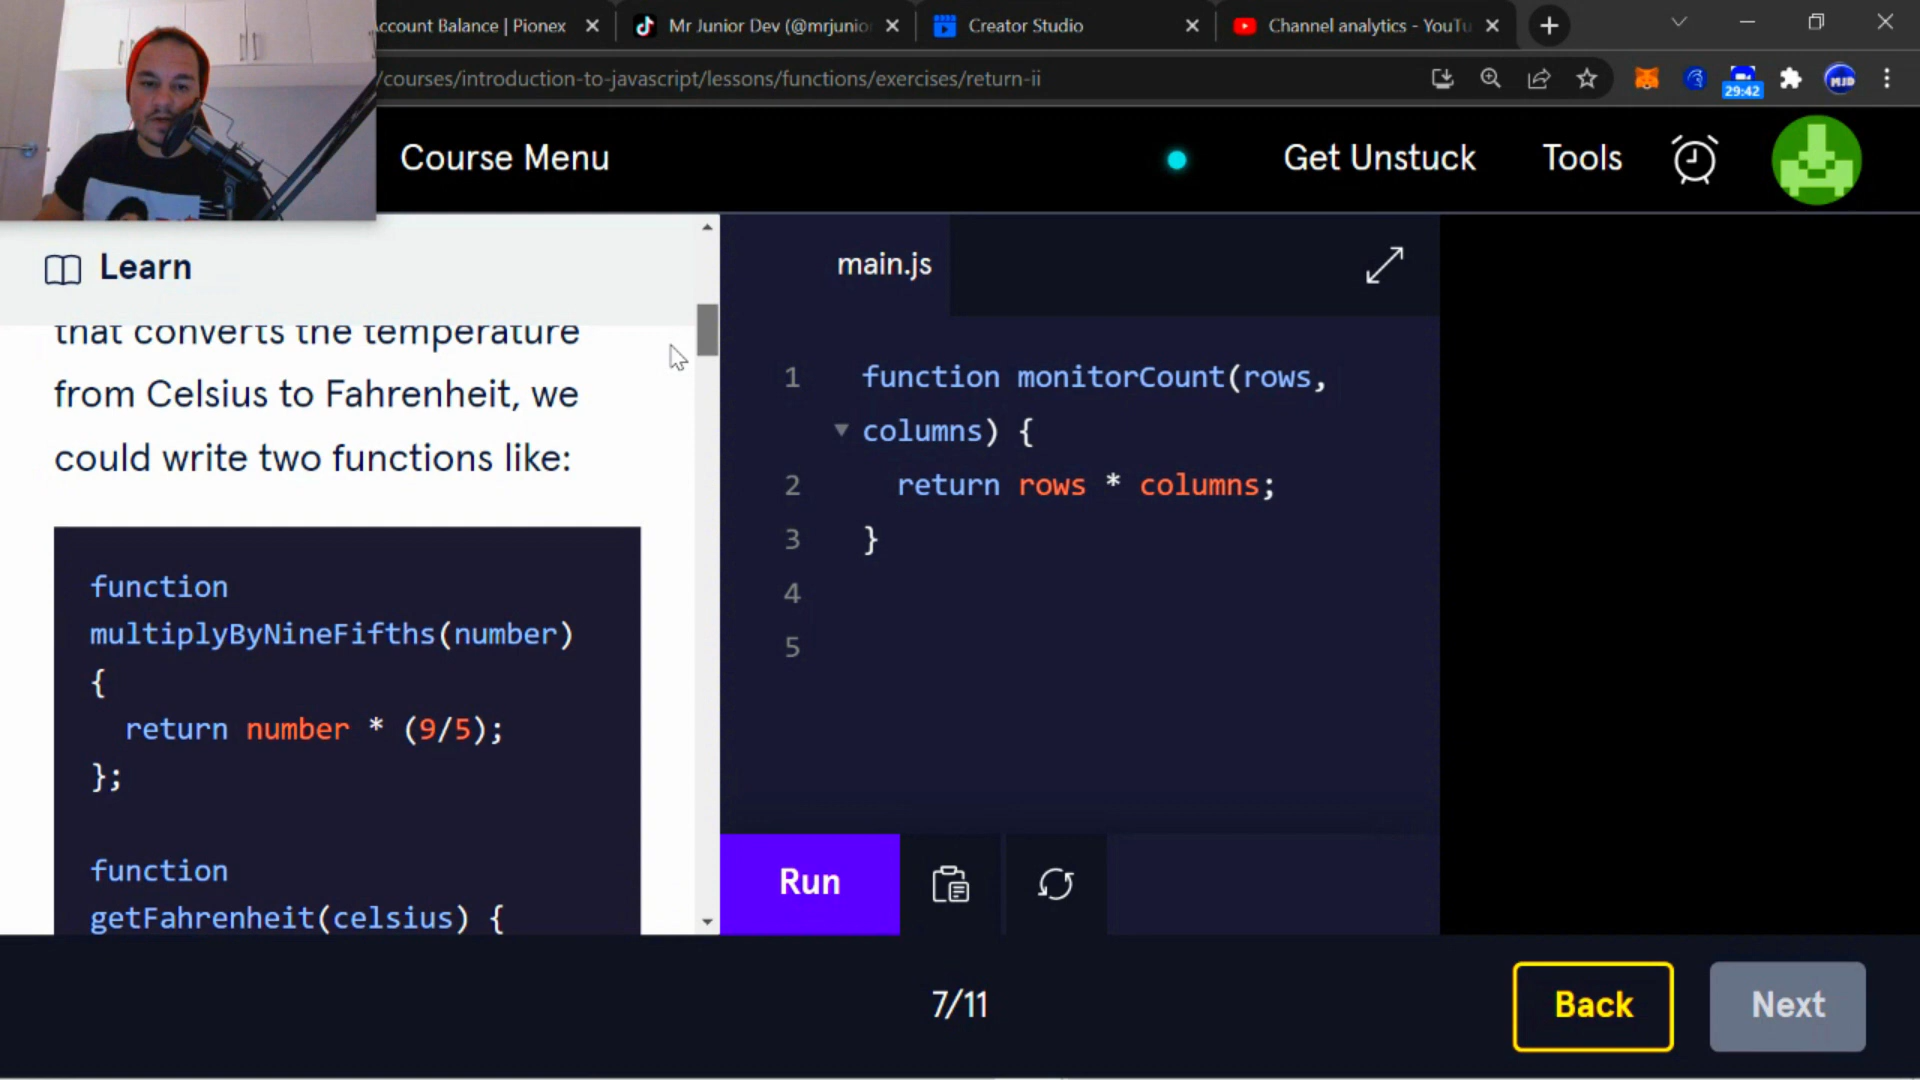 ccount Balance | Pionex
Mr Junior Dev (@mrjunio
Creator Studio
Channel analytics - YouTu
/courses/introduction-to-javascript/lessons/functions/exercises/return-ii
29:42
MJD
Course Menu
Get Unstuck
Tools
Learn
that converts the temperature
from Celsius to Fahrenheit, we
could write two functions like:
function
multiplyByNineFifths(number)
{
return number * (9/5);
};
function
getFahrenheit(celsius) {
main.js
1 function monitorCount(rows,
columns) {
2 return rows * columns;
3 }
4
5
Run
7/11
Back
Next